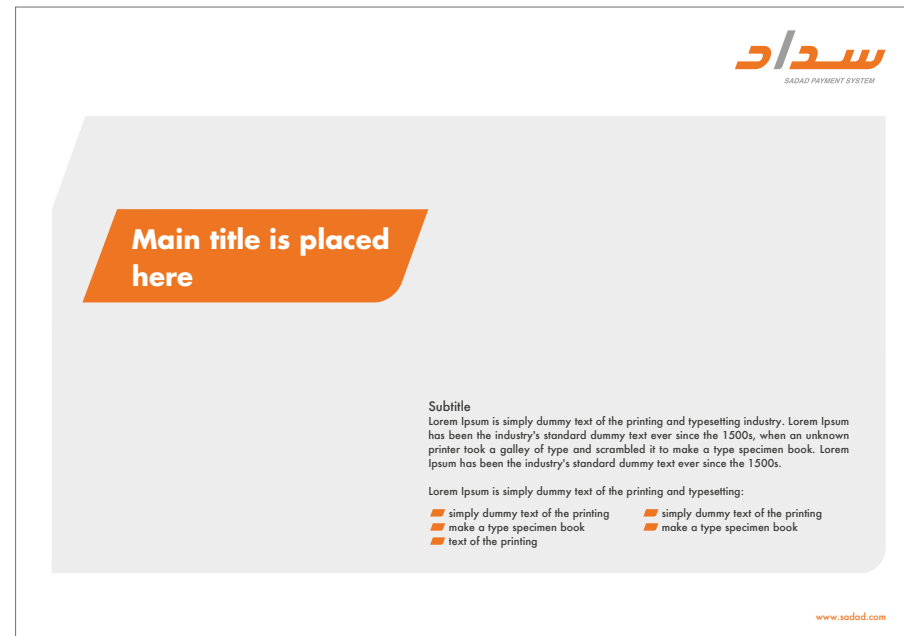 سداد
SADAD PAYMENT SYSTEM
Main title is placed
here
Subtitle
Lorem Ipsum is simply dummy text of the printing and typesetting industry. Lorem Ipsum
has been the industry's standard dummy text ever since the 1500s, when an unknown
printer took a galley of type and scrambled it to make a type specimen book. Lorem
Ipsum has been the industry's standard dummy text ever since the 1500s.
Lorem Ipsum is simply dummy text of the printing and typesetting:
simply dummy text of the printing
make a type specimen book
text of the printing
simply dummy text of the printing
make a type specimen book
www.sadad.com